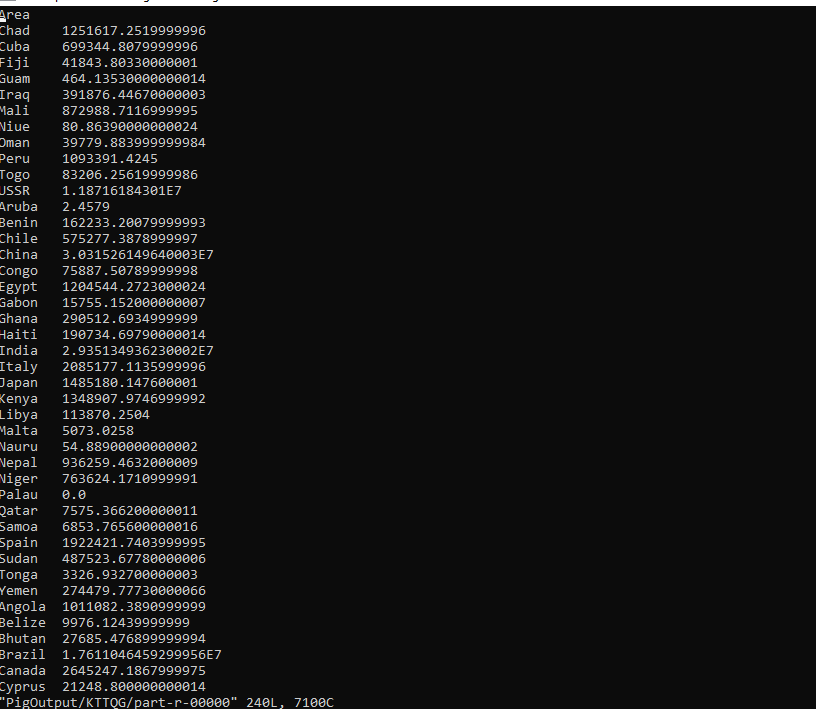 Area
Chad 1251617.2519999996
Cuba 699344.8079999996
Fiji 41843.80330000001
Guam 464.13530000000014
Iraq 391876.44670000003
Mali 872988.7116999995
Niue 80.86390000000024
Oman 39779.883999999984
Peru 1093391.4245
Togo 83206.25619999986
USSR 1.18716184301E7
Aruba 2.4579
Benin 162233.20079999993
Chile 575277.3878999997
China 3.031526149640003E7
Congo 75887.50789999998
Egypt 1204544.2723000024
Gabon 15755.152000000007
Ghana 290512.6934999999
Haiti 190734.69790000014
India 2.935134936230002E7
Italy 2085177.1135999996
Japan 1485180.147600001
Kenya 1348907.9746999992
Libya 113870.2504
Malta 5073.0258
Nauru 54.88900000000002
Nepal 936259.4632000009
Niger 763624.1710999991
Palau 0.0
Qatar 7575.366200000011
Samoa 6853.765600000016
Spain 1922421.7403999995
Sudan 487523.67780000006
Tonga 3326.932700000003
Yemen 274479.77730000066
Angola 1011082.3890999999
Belize 9976.12439999999
Bhutan 27685.476899999994
Brazil 1.7611046459299956E7
Canada 2645247.1867999975
Cyprus 21248.800000000014
"PigOutput/KTTQG/part-r-00000" 240L, 7100C